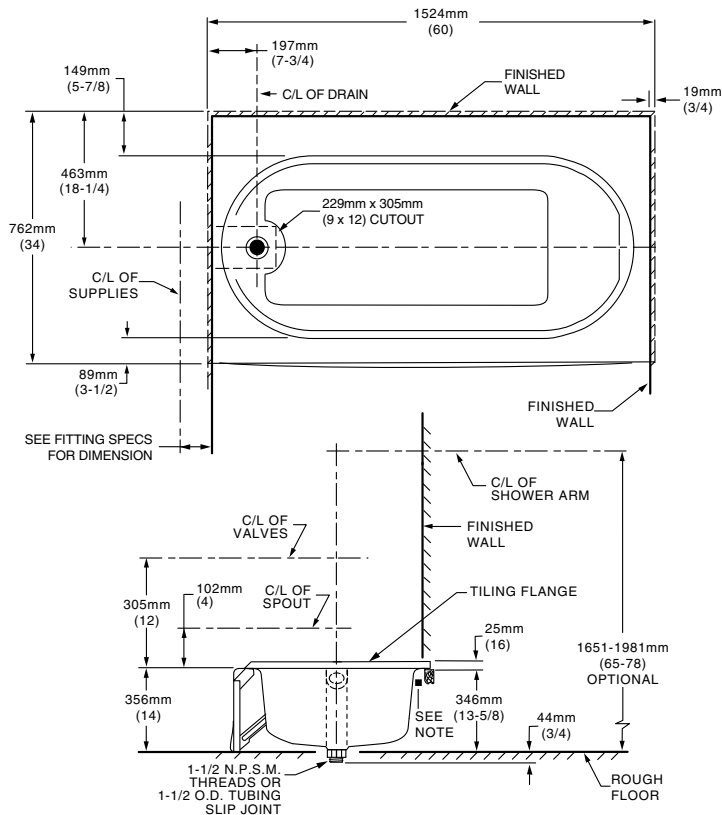 1524mm
(60)
197mm
(7-3/4)
149mm
(5-7/8)
C/L OF DRAIN
FINISHED
WALL
19mm
(3/4)
463mm
(18-1/4)
229mm x 305mm
(9 x 12) CUTOUT
762mm
(34)
C/L OF
SUPPLIES
89mm
(3-1/2)
FINISHED
WALL
SEE FITTING SPECS
FOR DIMENSION
C/L OF
SHOWER ARM
C/L OF
VALVES
FINISHED
WALL
102mm
(4)
C/L OF
SPOUT
TILING FLANGE
305mm
(12)
25mm
(16)
1651-1981mm
(65-78)
OPTIONAL
356mm
(14)
SEE
NOTE
346mm
(13-5/8)
44mm
(3/4)
1-1/2 N.P.S.M.
THREADS OR
1-1/2 O.D. TUBING
SLIP JOINT
ROUGH
FLOOR